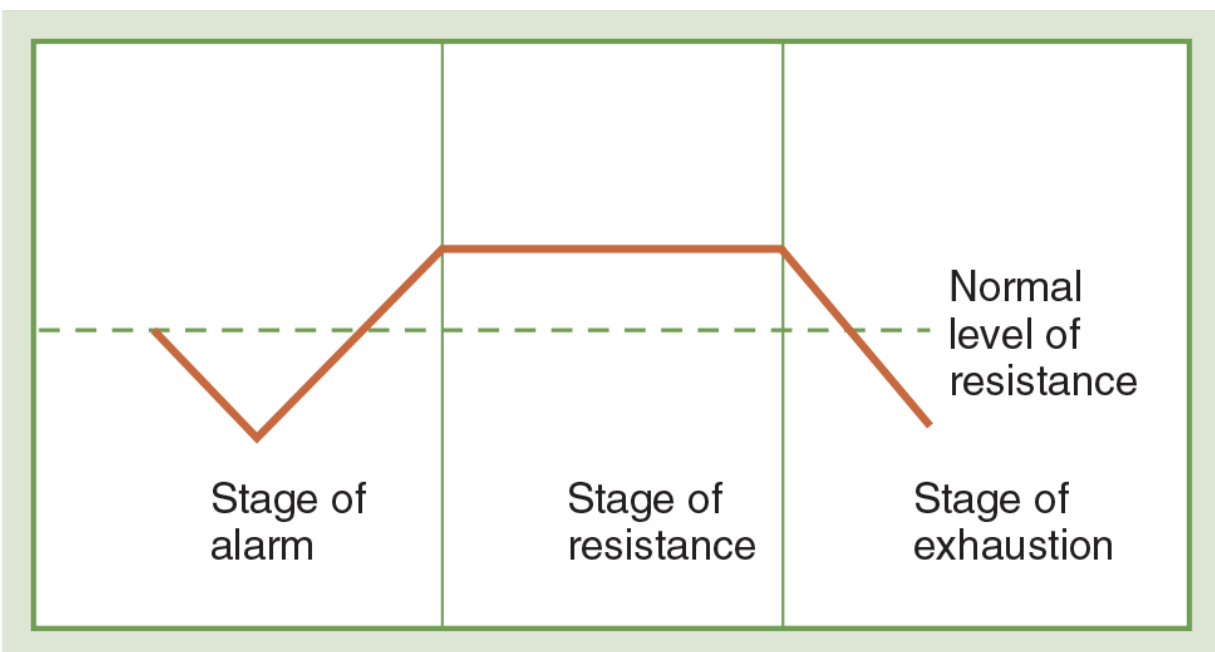 Normal
level of
resistance
Stage of
alarm
Stage of
resistance
Stage of
exhaustion